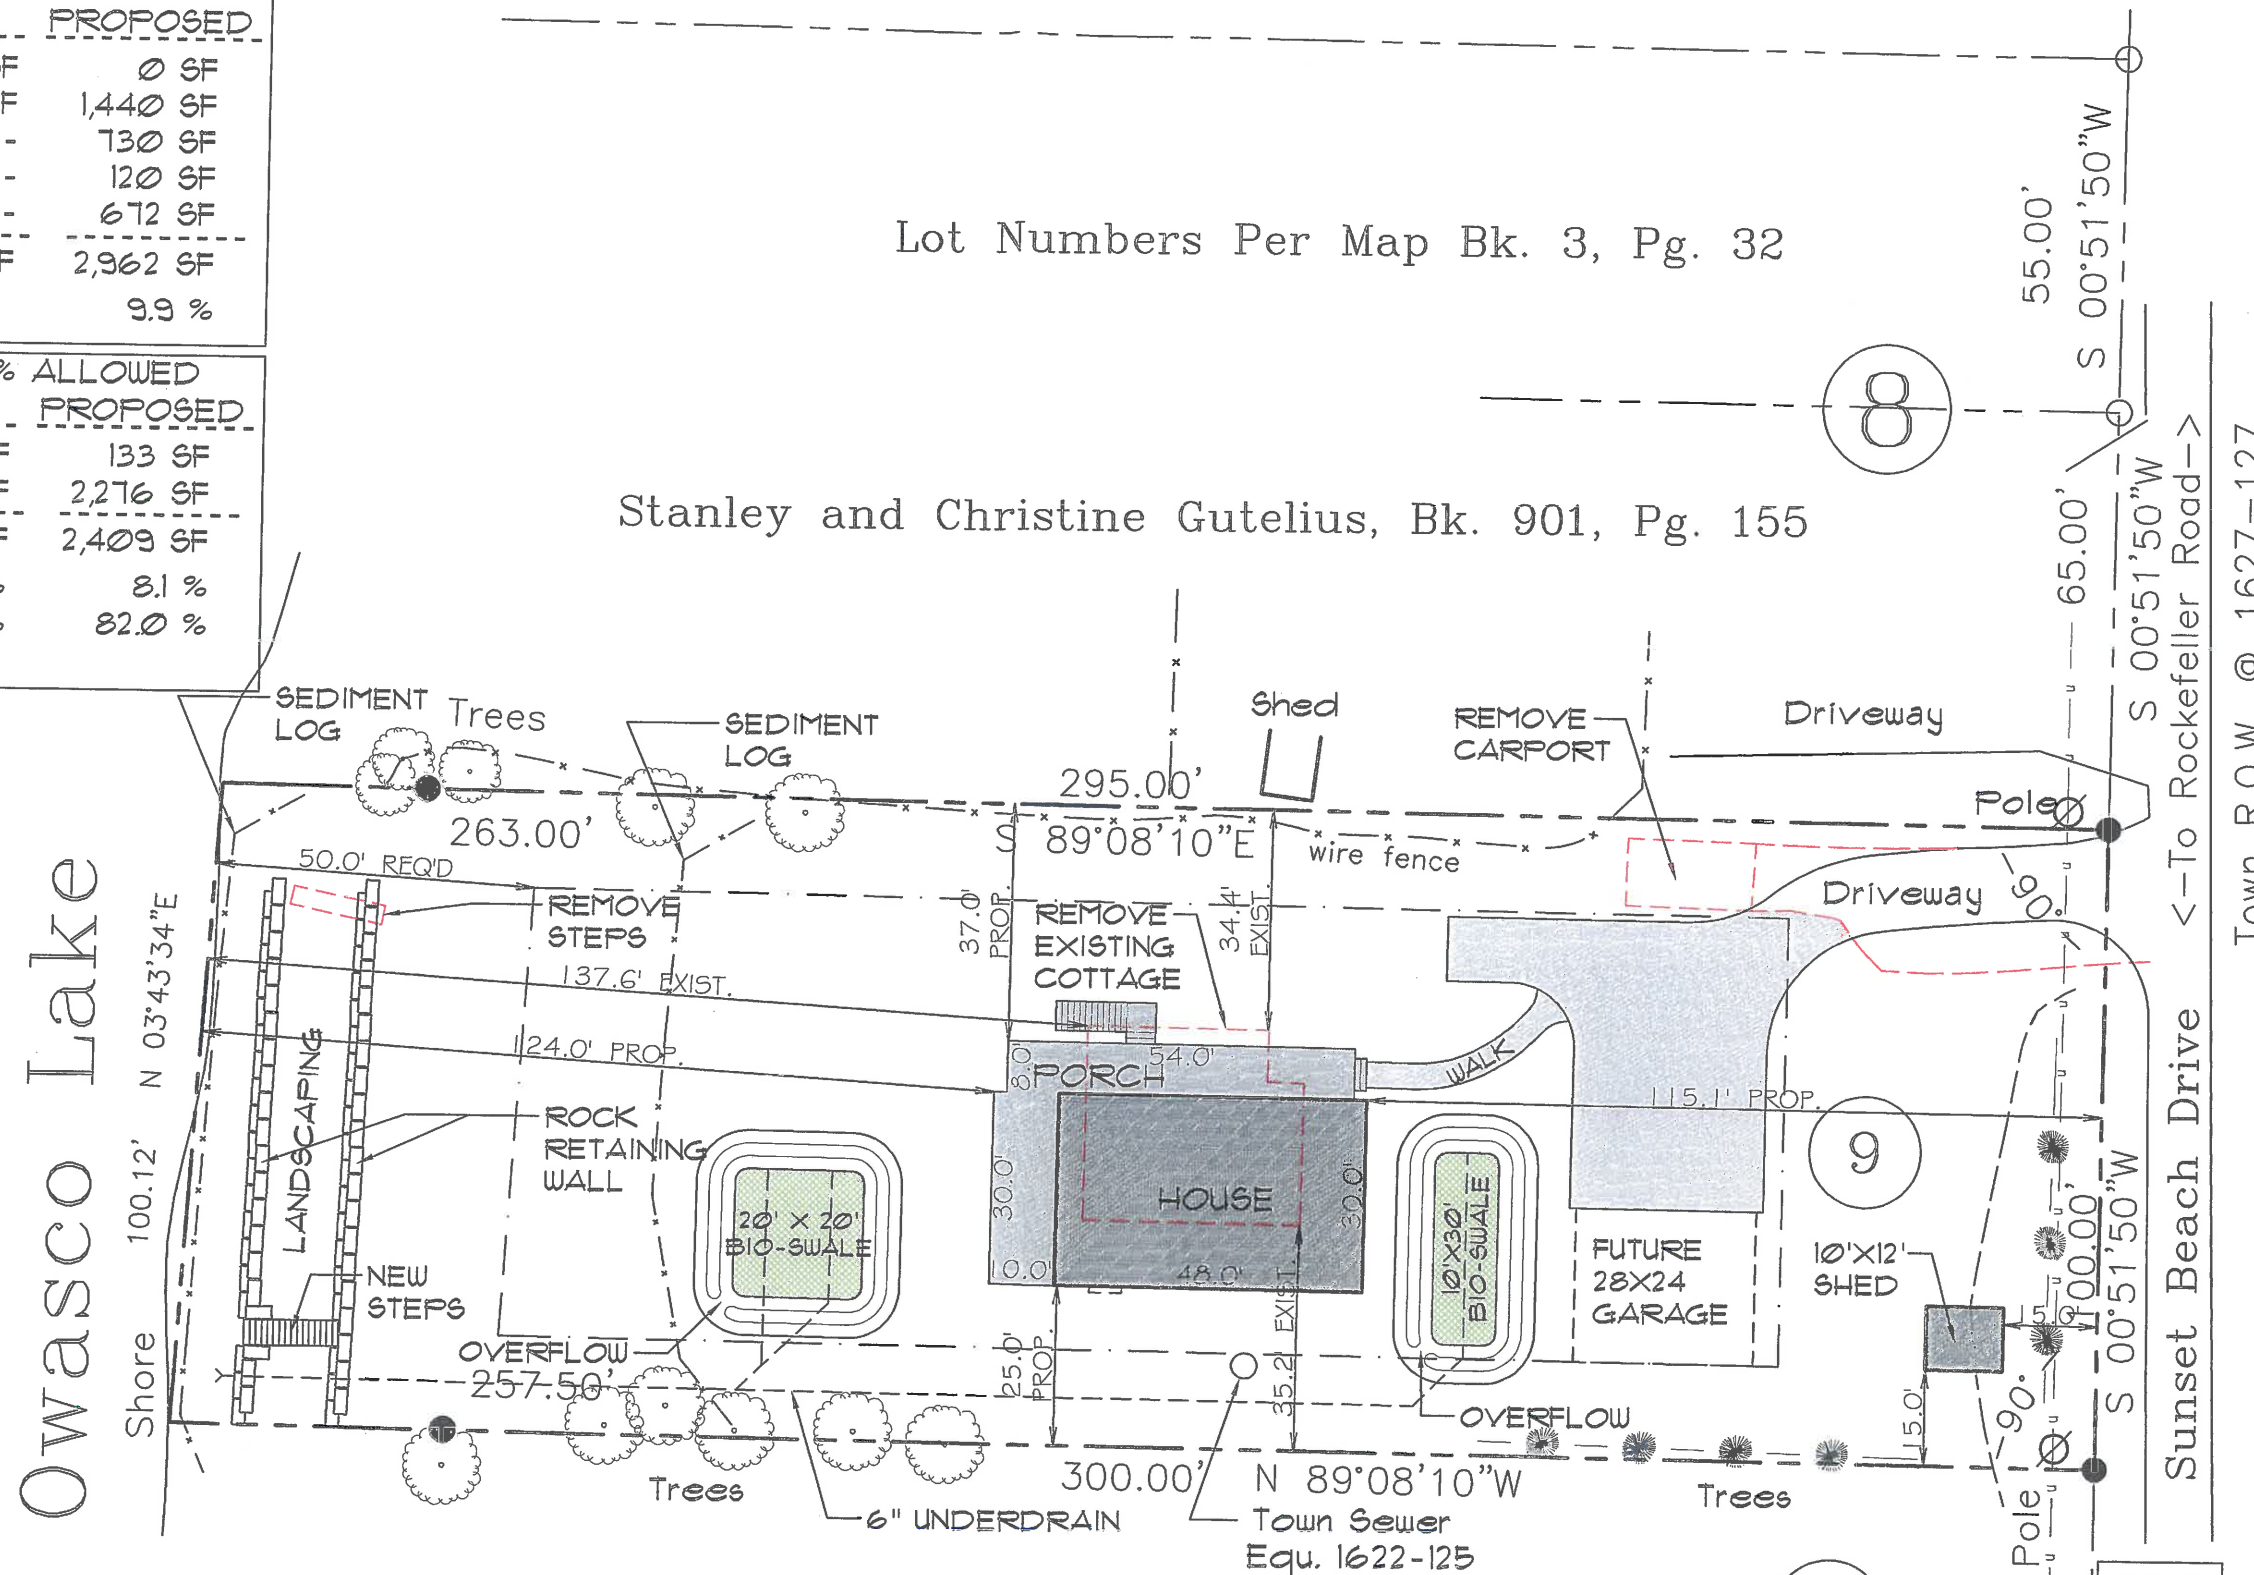 PROPOSED
Ø SF
1,44Ø SF
73Ø SF
12Ø SF
672 SF
2,962 SF
9.9 %
% ALLOWED
PROPOSED
133 SF
2,276 SF
2,4Ø9 SF
8.1 %
82.Ø %
Lot Numbers Per Map Bk. 3, Pg. 32
8
55.00'
S 00°51'50"W
Stanley and Christine Gutelius, Bk. 901, Pg. 155
65.00'
S 00°51'50"W
<-To Rockefeller Road->
Town R.O.W. @ 1627-127
SEDIMENT
LOG
Trees
SEDIMENT
LOG
Shed
REMOVE
CARPORT
Driveway
Pole
295.00'
263.00'
S 89°08'10"E
wire fence
50.0' REQ'D
REMOVE
STEPS
37.0'
PROP.
REMOVE
EXISTING
COTTAGE
34.4'
EXIST.
Driveway
90°
137.6' EXIST.
124.0' PROP.
8.0'
PORCH
54.0'
WALK
115.1' PROP.
9
Owasco Lake
Shore 100.12' N 03°43'34"E
LANDSCAPING
ROCK
RETAINING
WALL
20' X 20'
BIO-SWALE
30.0'
HOUSE
30.0'
10.0'
48.0'
10'X30'
BIO-SWALE
FUTURE
28X24
GARAGE
10'X12'
SHED
15.0'
100.00'
S 00°51'50"W
Sunset Beach Drive
NEW
STEPS
OVERFLOW
257.50'
25.0'
PROP.
35.2' EXIST.
OVERFLOW
15.0'
90°
300.00' N 89°08'10"W
Trees
6" UNDERDRAIN
Town Sewer
Equ. 1622-125
Trees
Pole